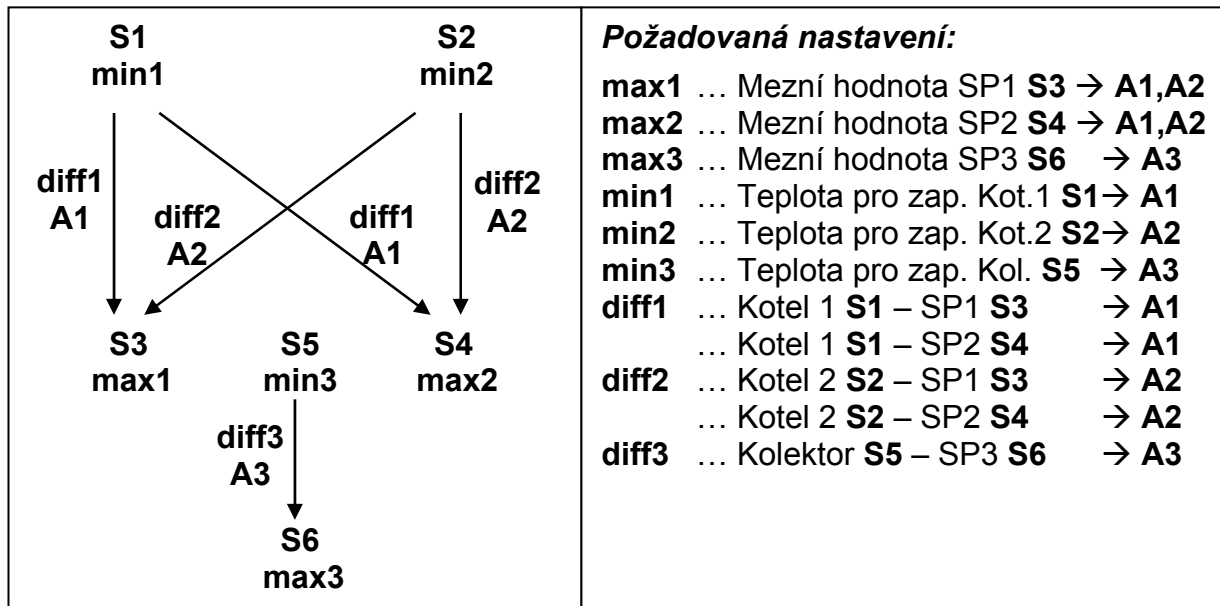 S1 S2
min1 min2
diff1 diff2
A1 diff2 diff1 A2
A2 A1
S3 S5 S4
max1 min3 max2
diff3
A3
S6
max3
Požadovaná nastavení:
max1 … Mezní hodnota SP1 S3 → A1,A2
max2 … Mezní hodnota SP2 S4 → A1,A2
max3 … Mezní hodnota SP3 S6 → A3
min1 … Teplota pro zap. Kot.1 S1→ A1
min2 … Teplota pro zap. Kot.2 S2→ A2
min3 … Teplota pro zap. Kol. S5 → A3
diff1 … Kotel 1 S1 – SP1 S3 → A1
… Kotel 1 S1 – SP2 S4 → A1
diff2 … Kotel 2 S2 – SP1 S3 → A2
… Kotel 2 S2 – SP2 S4 → A2
diff3 … Kolektor S5 – SP3 S6 → A3